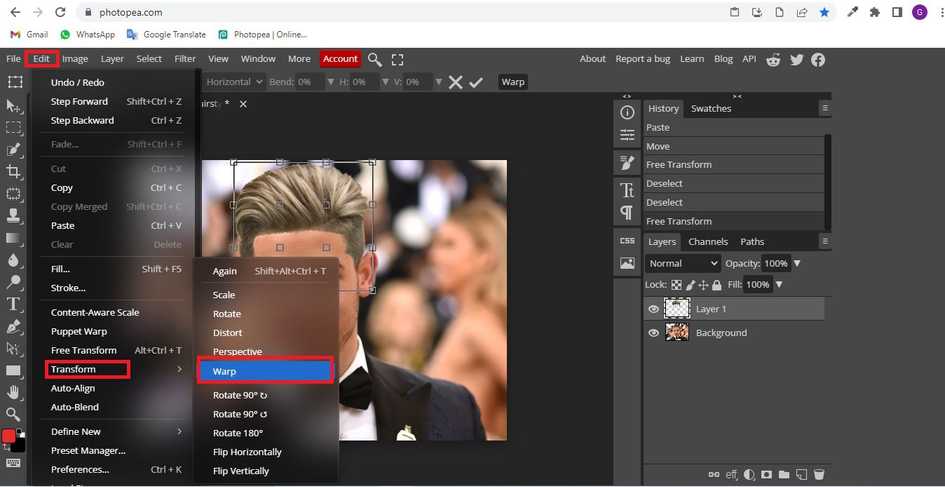 photopea.com
G
Gmail WhatsApp Google Translate Photopea | Online...
File Edit Image Layer Select Filter View Window More Account About Report a bug Learn Blog API
Horizontal Bend: 0% H: 0% V: 0% Warp
* 
Undo / Redo
Step Forward Shift+Ctrl + Z
Step Backward Ctrl + Z
Fade... Shift+Ctrl + F
Cut Ctrl + X
Copy Ctrl + C
Copy Merged Shift+Ctrl + C
Paste Ctrl + V
Clear Delete
Fill... Shift + F5
Stroke...
Content-Aware Scale
Puppet Warp
Free Transform Alt+Ctrl + T
Transform >
Auto-Align
Auto-Blend
Define New >
Preset Manager...
Preferences... Ctrl + K
Again Shift+Alt+Ctrl + T
Scale
Rotate
Distort
Perspective
Warp
Rotate 90° ↻
Rotate 90° ↺
Rotate 180°
Flip Horizontally
Flip Vertically
< > > <
History Swatches
Paste
Move
Free Transform
Deselect
Deselect
Free Transform
CSS
Layers Channels Paths
Normal Opacity: 100%
Lock: Fill: 100%
Layer 1
Background
eff